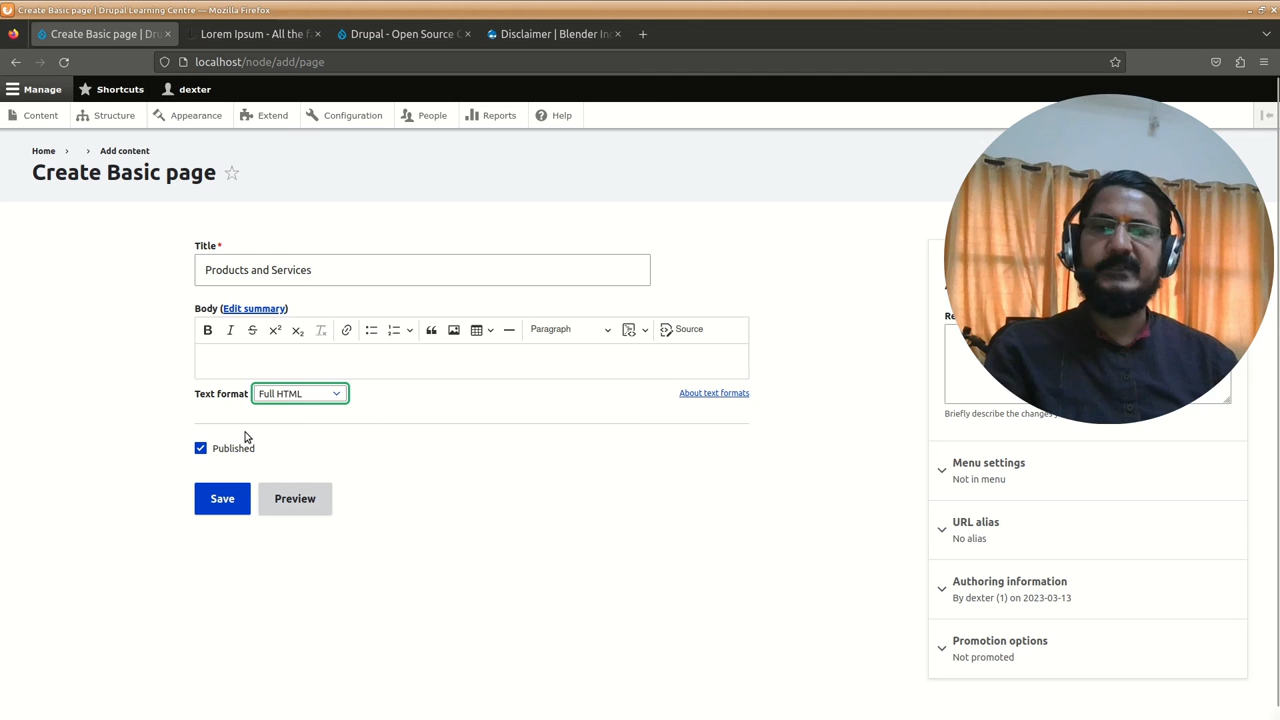 Create Basic page | Drupal Learning Centre — Mozilla Firefox
Create Basic page | Dru
Lorem Ipsum - All the fa
Drupal - Open Source C
Disclaimer | Blender Inc
localhost/node/add/page
Manage
Shortcuts
dexter
Content
Structure
Appearance
Extend
Configuration
People
Reports
Help
Home › › Add content
Create Basic page
Title*
Products and Services
Body (Edit summary)
Paragraph
Source
Text format
Full HTML
About text formats
Published
Save
Preview
Re
Briefly describe the changes
Menu settings
Not in menu
URL alias
No alias
Authoring information
By dexter (1) on 2023-03-13
Promotion options
Not promoted